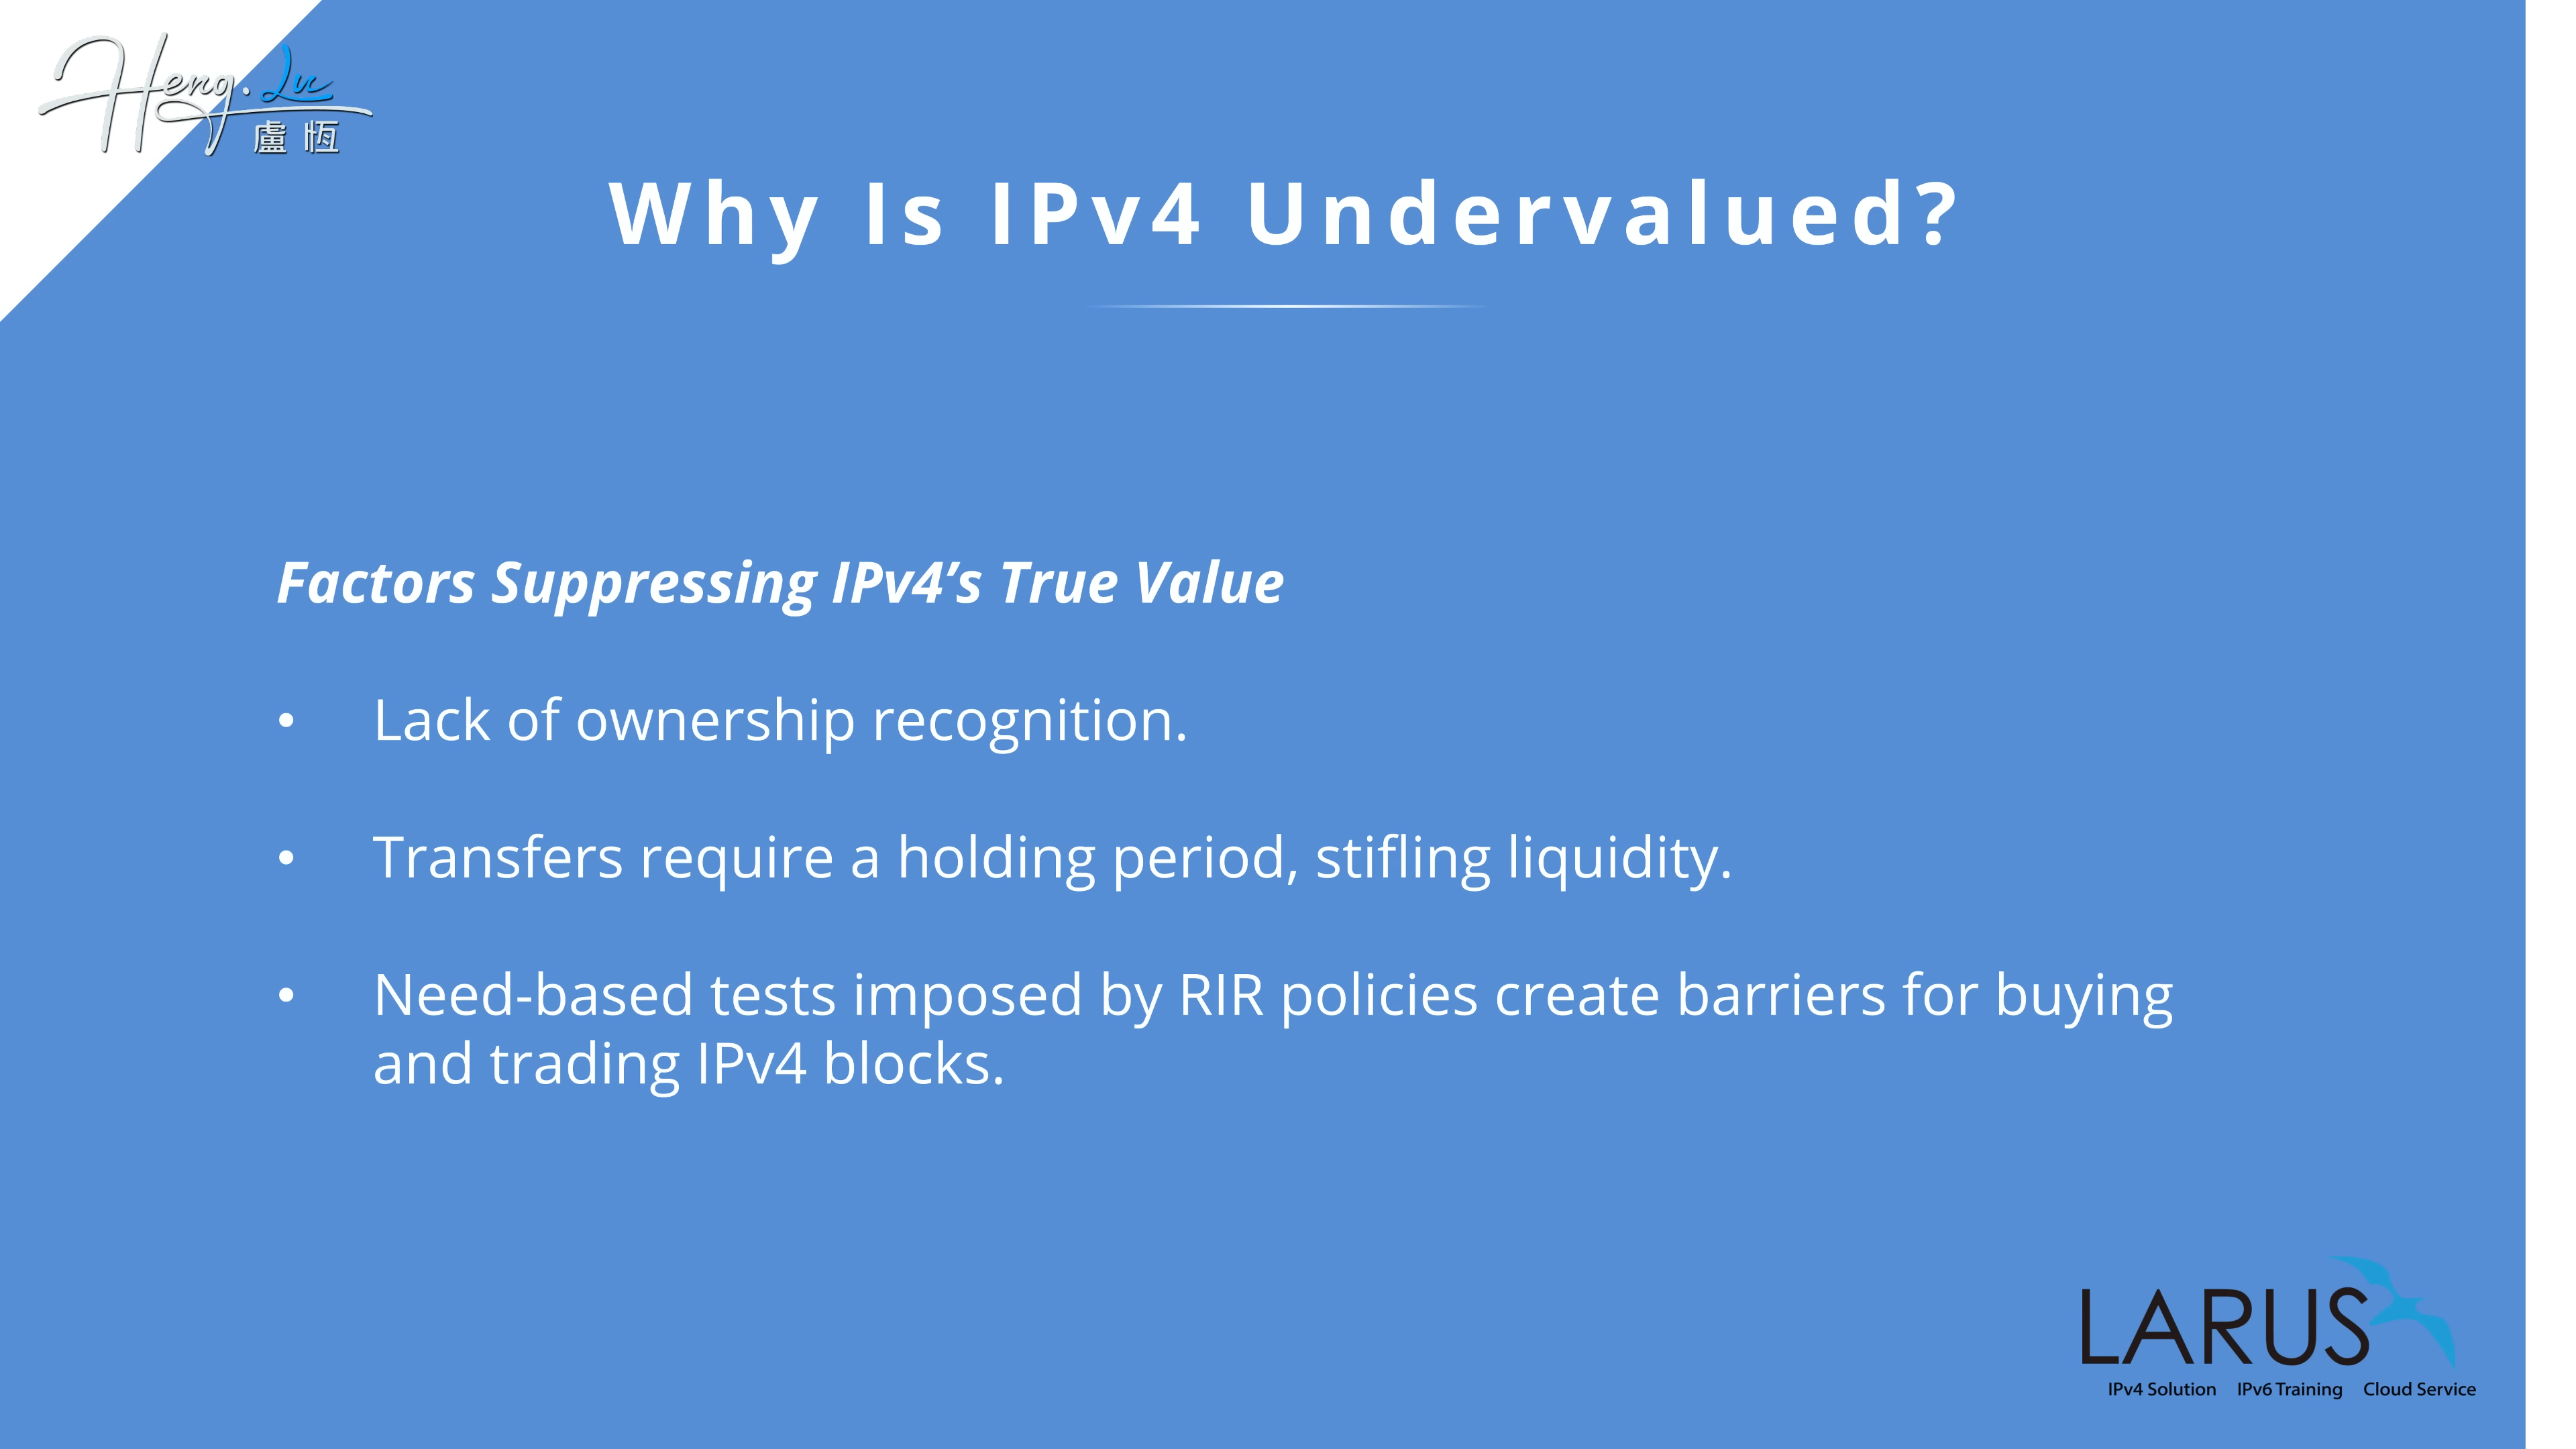 Heng.Lu
盧恆
Why Is IPv4 Undervalued?
Factors Suppressing IPv4’s True Value
• Lack of ownership recognition.
• Transfers require a holding period, stifling liquidity.
• Need-based tests imposed by RIR policies create barriers for buying
and trading IPv4 blocks.
LARUS
IPv4 Solution IPv6 Training Cloud Service